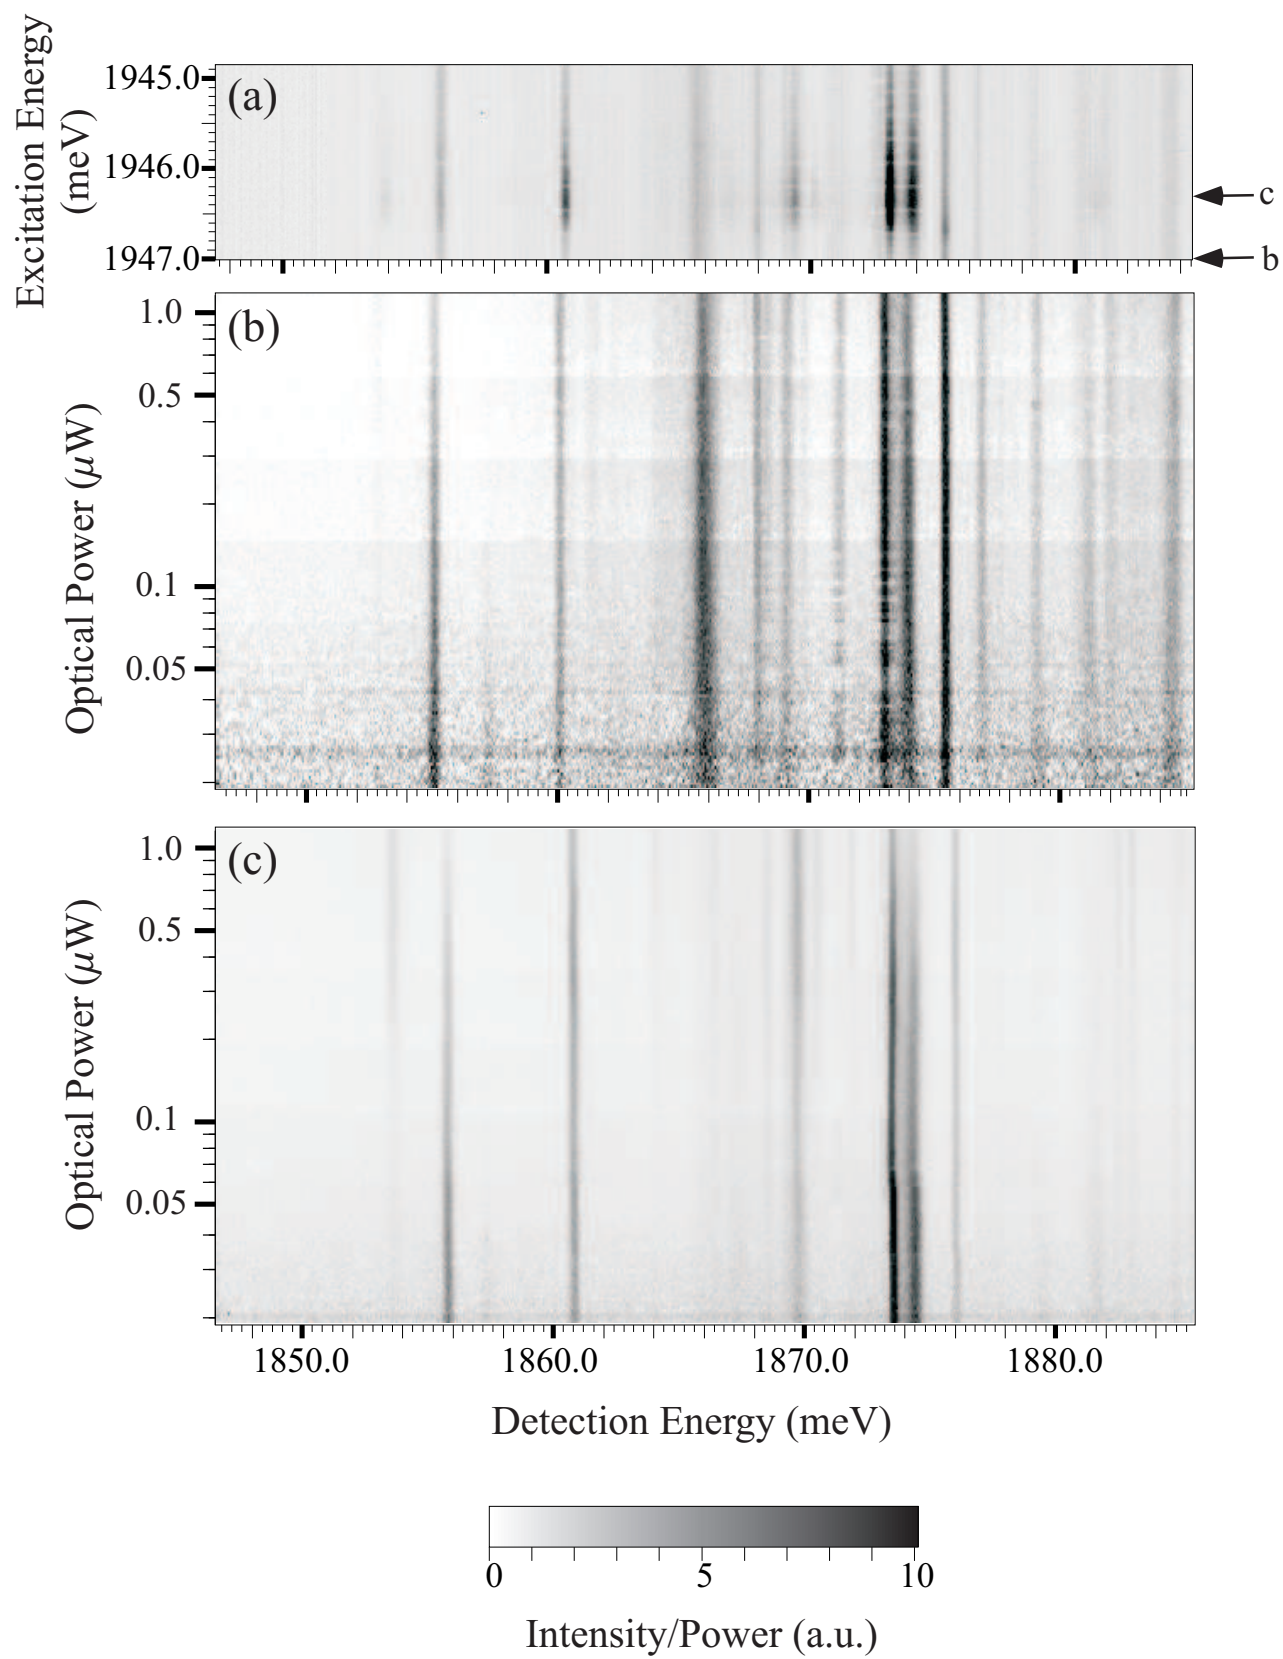 Excitation Energy
(meV)
1945.0
1946.0
1947.0
(a)
c
b
Optical Power (μW)
1.0
0.5
0.1
0.05
(b)
Optical Power (μW)
1.0
0.5
0.1
0.05
(c)
1850.0 1860.0 1870.0 1880.0
Detection Energy (meV)
0 5 10
Intensity/Power (a.u.)